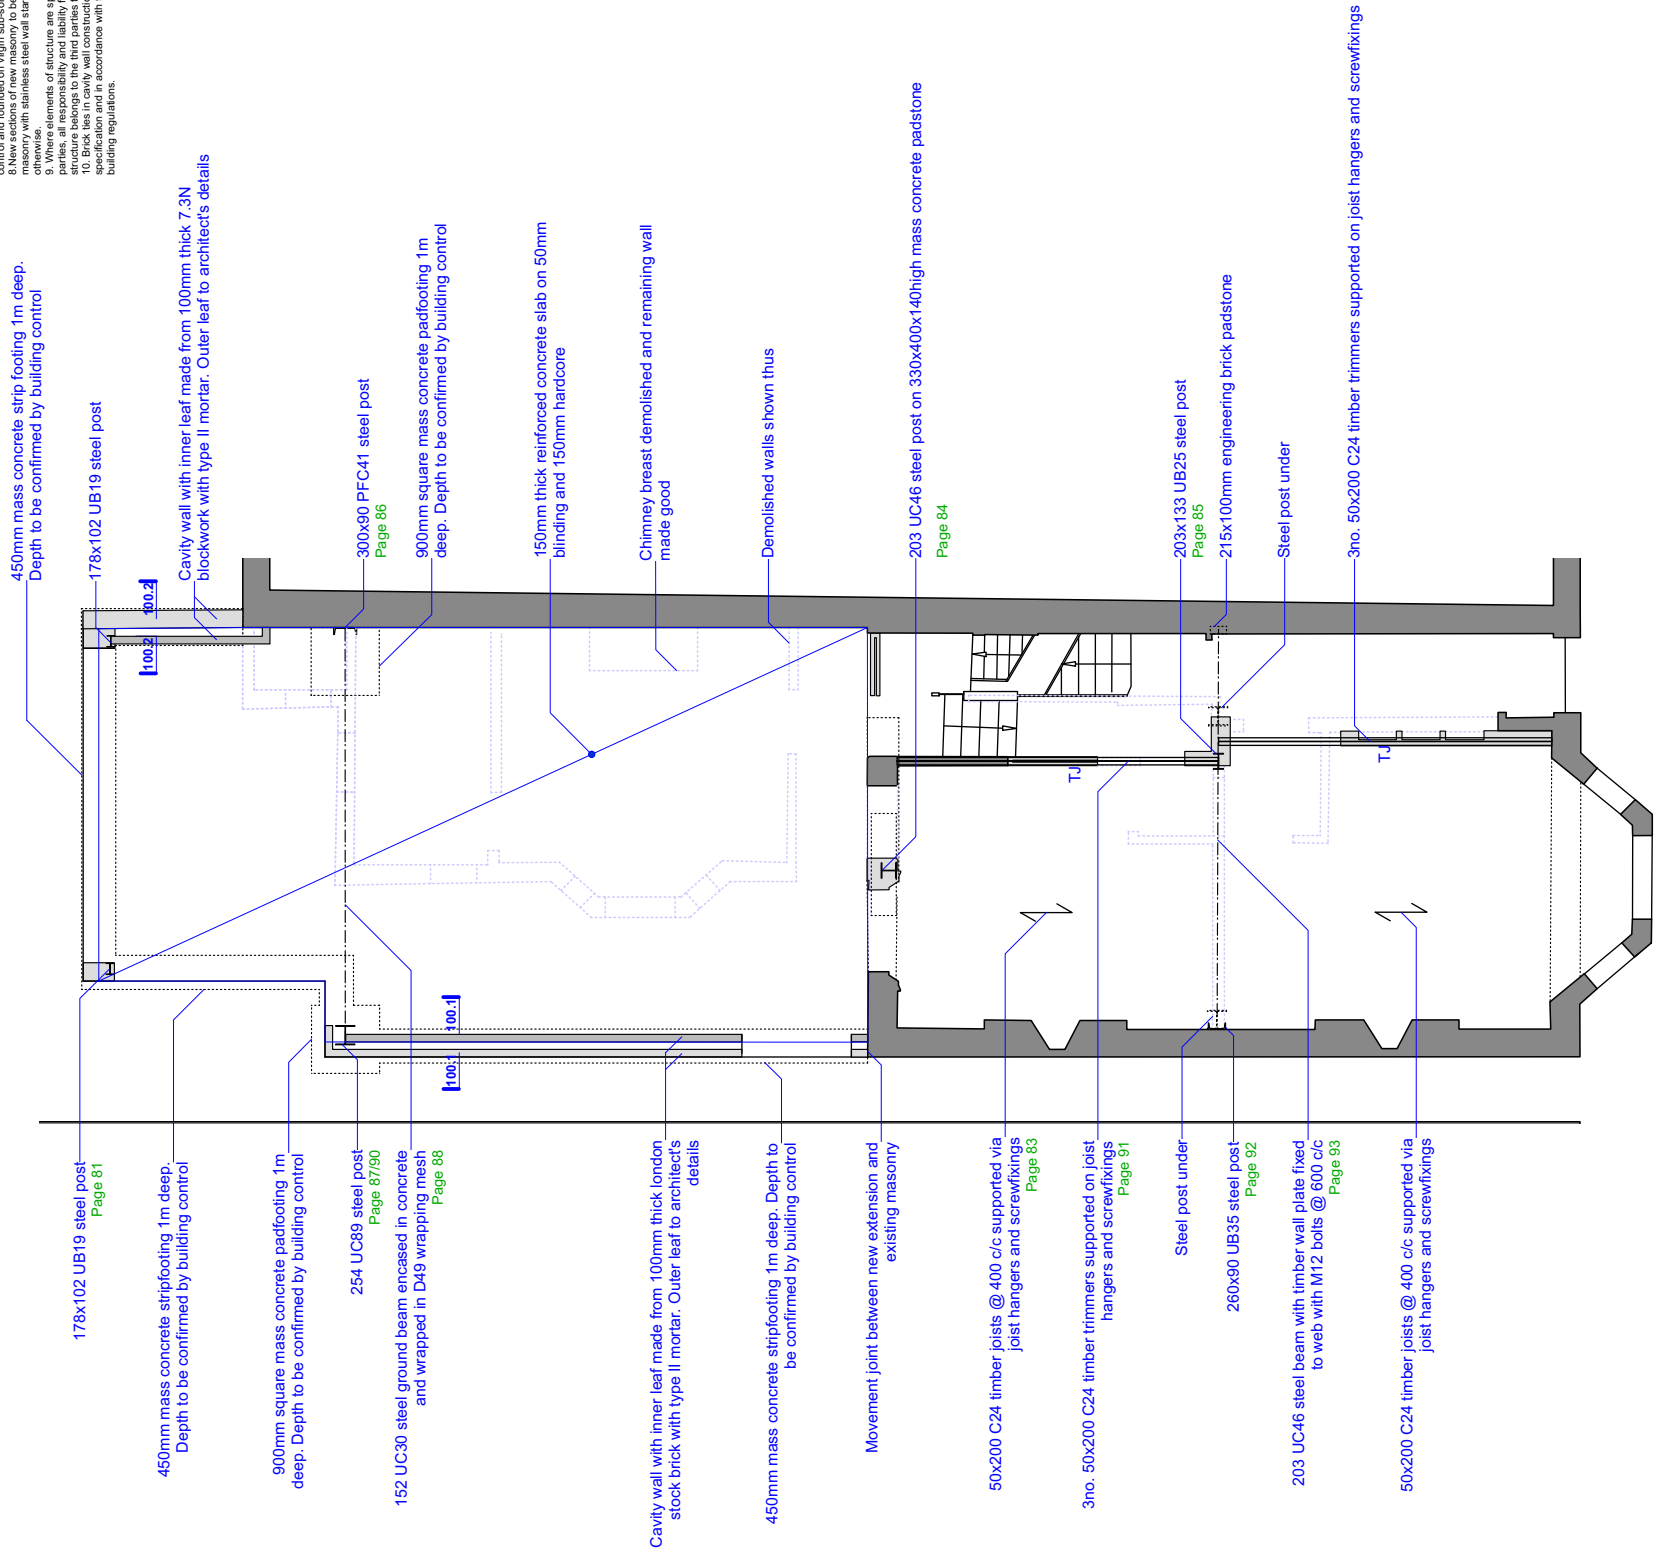 control and founded on virgin sub-soil
8.New sections of new masonry to be
masonry with stainless steel wall star
otherwise.
9. Where elements of structure are sp
parties, all responsibility and liability f
structure belongs to the third parties t
10. Brick ties in cavity wall constructio
specification and in accordance with
building regulations.
450mm mass concrete strip footing 1m deep.
Depth to be confirmed by building control
178x102 UB19 steel post
Cavity wall with inner leaf made from 100mm thick 7.3N
blockwork with type II mortar. Outer leaf to architect's details
300x90 PFC41 steel post
Page 86
900mm square mass concrete padfooting 1m
deep. Depth to be confirmed by building control
150mm thick reinforced concrete slab on 50mm
blinding and 150mm hardcore
Chimney breast demolished and remaining wall
made good
Demolished walls shown thus
203 UC46 steel post on 330x400x140high mass concrete padstone
Page 84
203x133 UB25 steel post
Page 85
215x100mm engineering brick padstone
Steel post under
3no. 50x200 C24 timber trimmers supported on joist hangers and screwfixings
100.2
100.2
100.1
100.1
TJ
TJ
178x102 UB19 steel post
Page 81
450mm mass concrete stripfooting 1m deep.
Depth to be confirmed by building control
900mm square mass concrete padfooting 1m
deep. Depth to be confirmed by building control
254 UC89 steel post
Page 87/90
152 UC30 steel ground beam encased in concrete
and wrapped in D49 wrapping mesh
Page 88
Cavity wall with inner leaf made from 100mm thick london
stock brick with type II mortar. Outer leaf to architect's
details
450mm mass concrete stripfooting 1m deep. Depth to
be confirmed by building control
Movement joint between new extension and
existing masonry
50x200 C24 timber joists @ 400 c/c supported via
joist hangers and screwfixings
Page 83
3no. 50x200 C24 timber trimmers supported on joist
hangers and screwfixings
Page 91
Steel post under
260x90 UB35 steel post
Page 92
203 UC46 steel beam with timber wall plate fixed
to web with M12 bolts @ 600 c/c
Page 93
50x200 C24 timber joists @ 400 c/c supported via
joist hangers and screwfixings